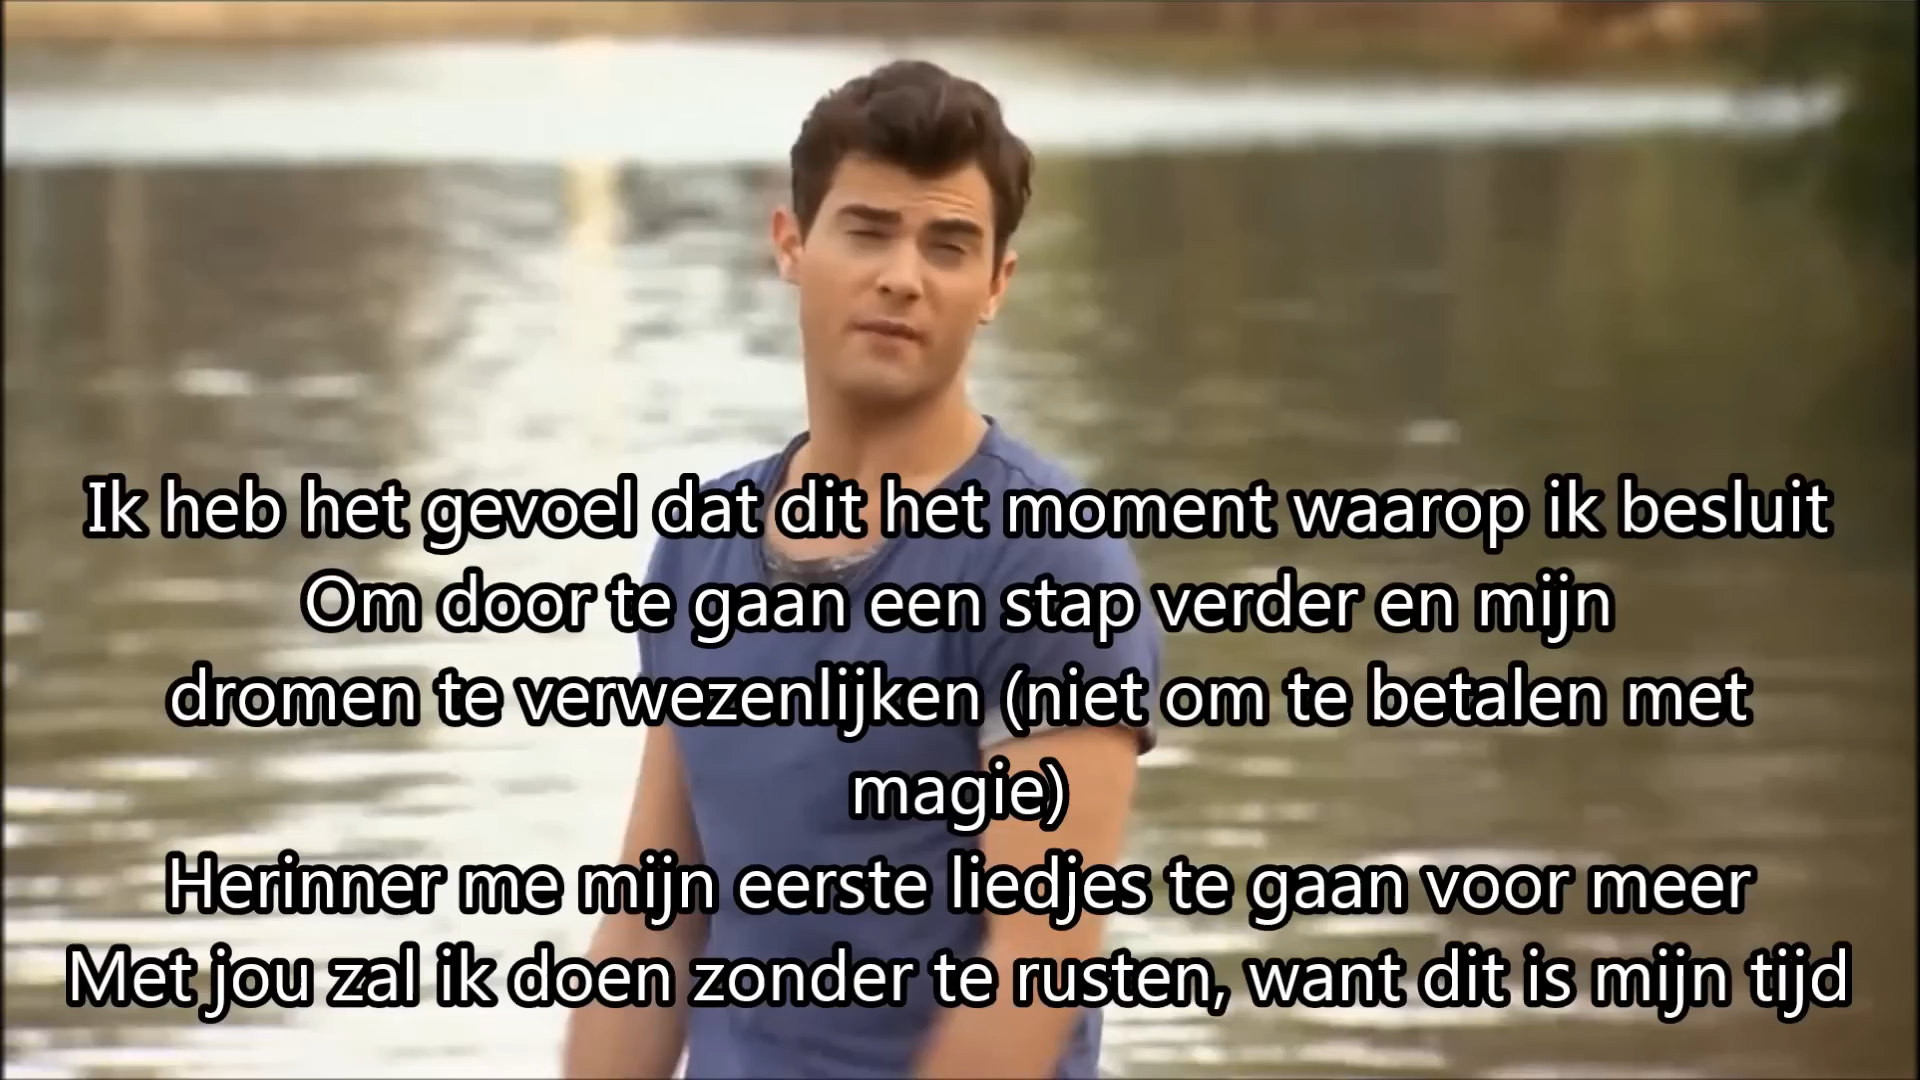 Ik heb het gevoel dat dit het moment waarop ik besluit
Om door te gaan een stap verder en mijn
dromen te verwezenlijken (niet om te betalen met
magie)
Herinner me mijn eerste liedjes te gaan voor meer
Met jou zal ik doen zonder te rusten, want dit is mijn tijd